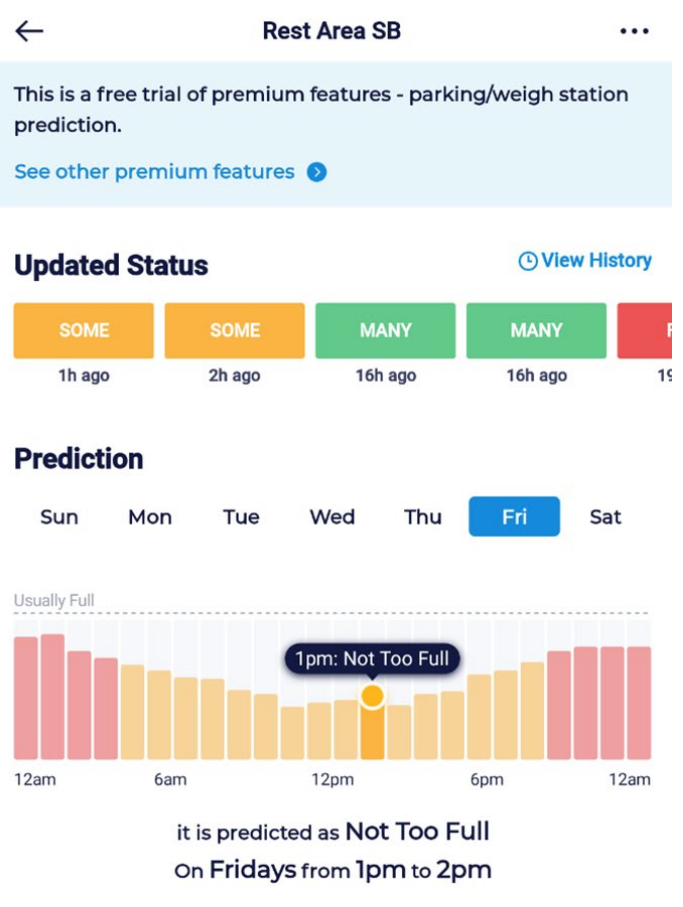 Rest Area SB
This is a free trial of premium features - parking/weigh station
prediction.
See other premium features
Updated Status
View History
SOME
SOME
MANY
MANY
1h ago
2h ago
16h ago
16h ago
Prediction
Sun Mon Tue Wed Thu Fri Sat
Usually Full
1pm: Not Too Full
12am 6am 12pm 6pm 12am
it is predicted as Not Too Full
On Fridays from 1pm to 2pm